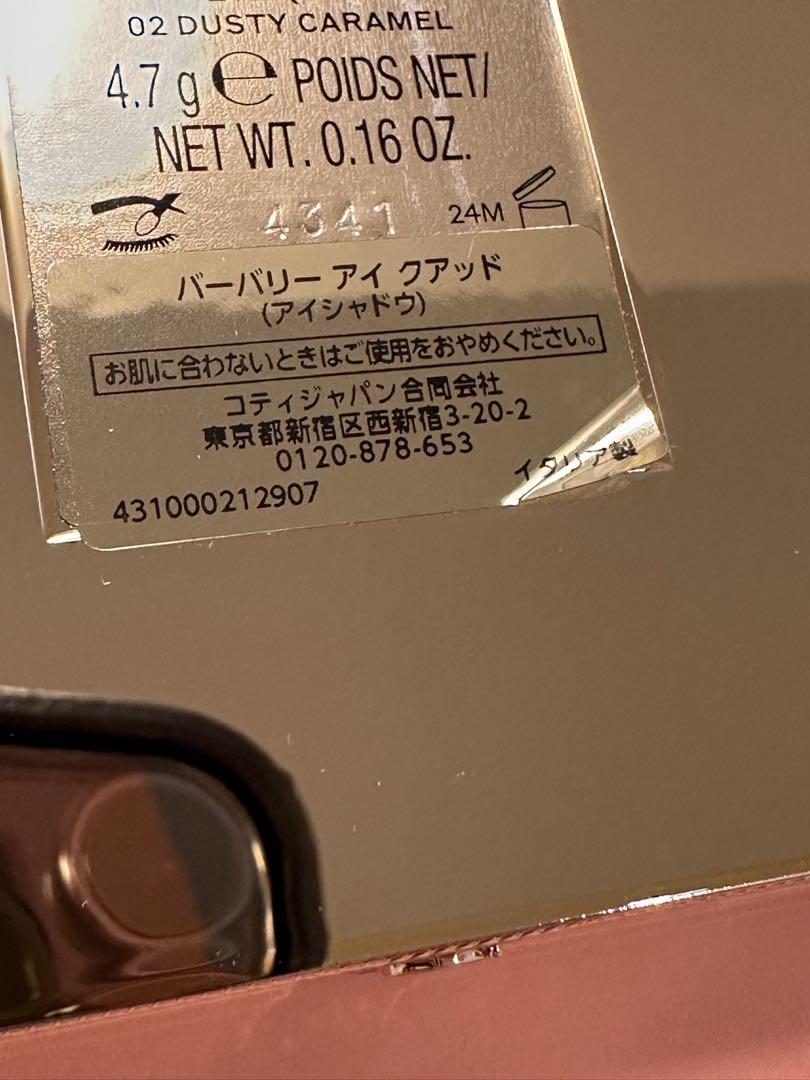 02 DUSTY CARAMEL
4.7 g e POIDS NET/
NET WT. 0.16 OZ.
4341 24M
バーバリー アイ クアッド
(アイシャドウ)
お肌に合わないときはご使用をおやめください。
コティジャパン合同会社
東京都新宿区西新宿3-20-2
0120-878-653
イタリア製
431000212907